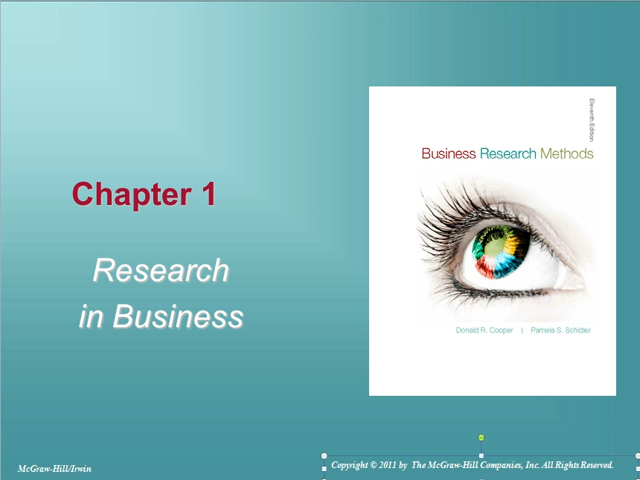 Chapter 1
Research
in Business
Eleventh Edition
Business Research Methods
Donald R. Cooper | Pamela S. Schidler
McGraw-Hill/Irwin
Copyright © 2011 by The McGraw-Hill Companies, Inc. All Rights Reserved.